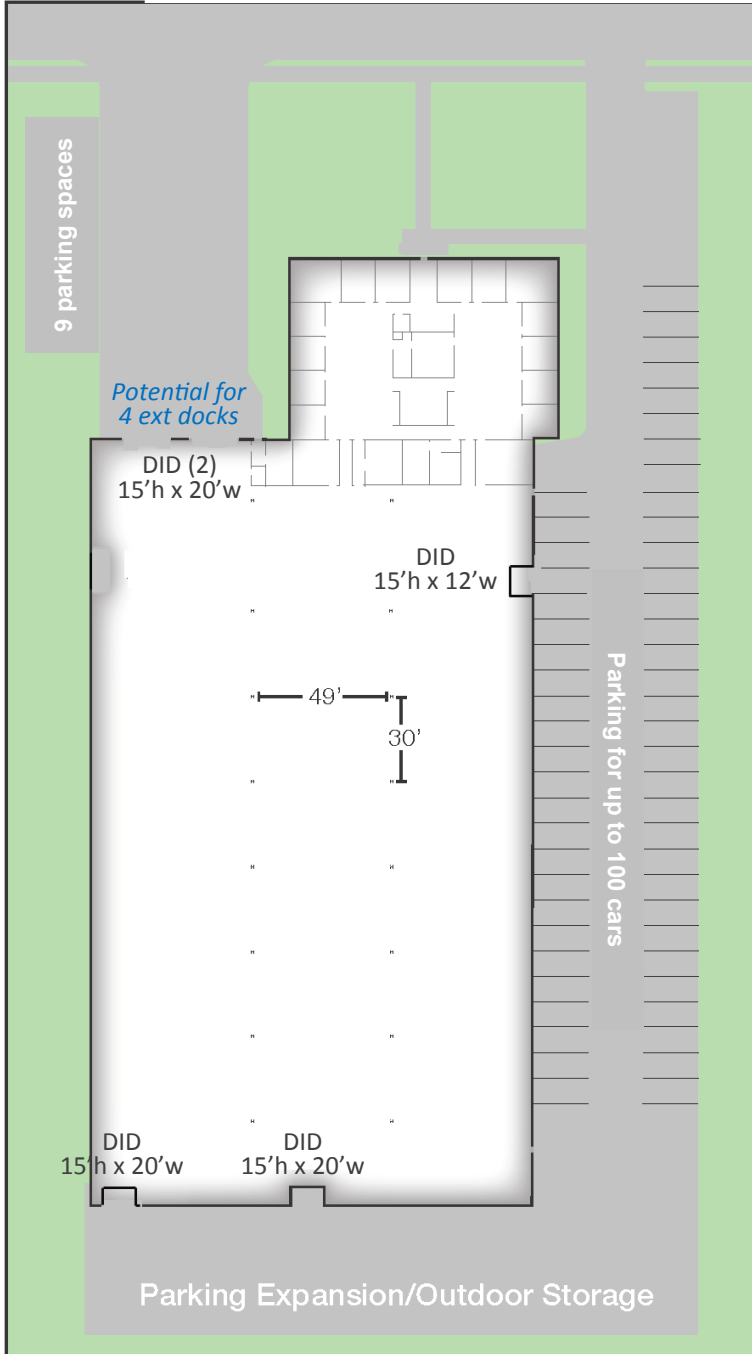 9 parking spaces
Potential for
4 ext docks
DID (2)
15’h x 20’w
DID
15’h x 12’w
49’
30’
Parking for up to 100 cars
DID
15’h x 20’w
DID
15’h x 20’w
Parking Expansion/Outdoor Storage